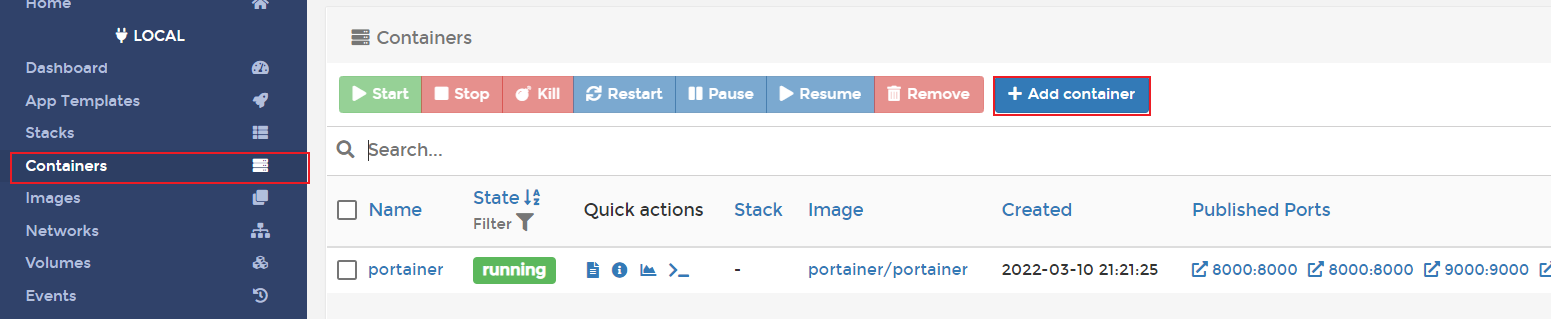 Home
LOCAL
Dashboard
App Templates
Stacks
Containers
Images
Networks
Volumes
Events
Containers
Start Stop Kill Restart Pause Resume Remove + Add container
Search...
Name State Filter Quick actions Stack Image Created Published Ports
portainer running - portainer/portainer 2022-03-10 21:21:25 8000:8000 8000:8000 9000:9000